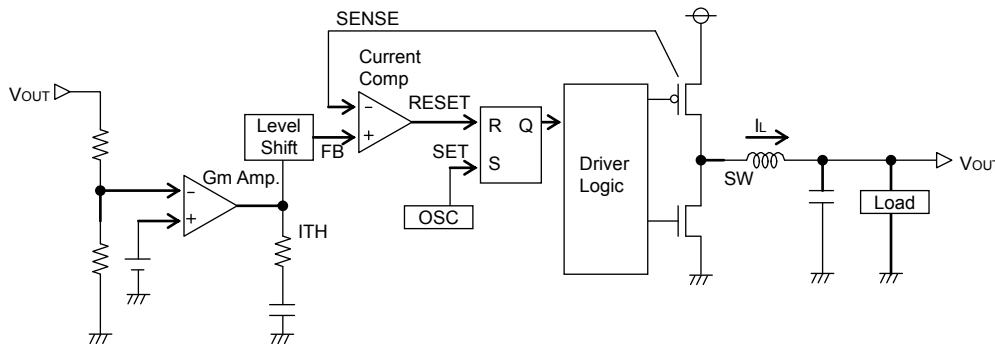 SENSE
Current
Comp
VOUT
RESET
Level
Shift
FB
R Q
SET
S
Driver
Logic
IL
SW
VOUT
Gm Amp.
OSC
Load
ITH
−
+
−
+